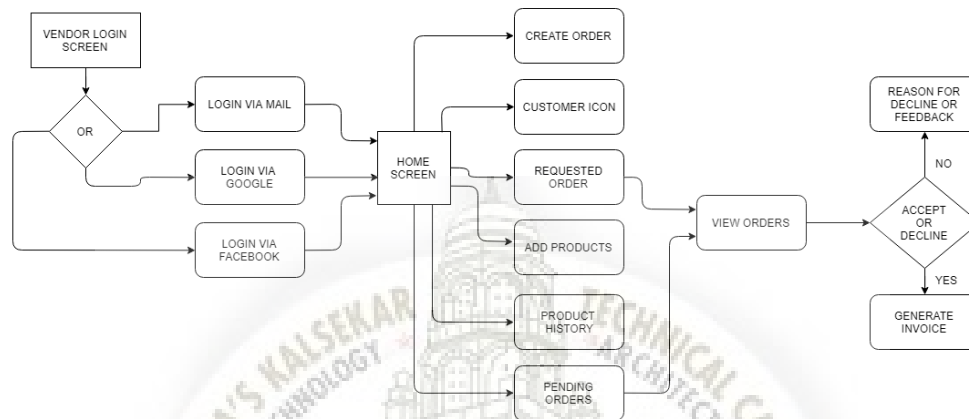 VENDOR LOGIN
SCREEN
OR
LOGIN VIA MAIL
LOGIN VIA
GOOGLE
LOGIN VIA
FACEBOOK
HOME
SCREEN
CREATE ORDER
CUSTOMER ICON
REQUESTED
ORDER
ADD PRODUCTS
PRODUCT
HISTORY
PENDING
ORDERS
VIEW ORDERS
REASON FOR
DECLINE OR
FEEDBACK
NO
ACCEPT
OR
DECLINE
YES
GENERATE
INVOICE
KALSEKAR
TECHNICAL